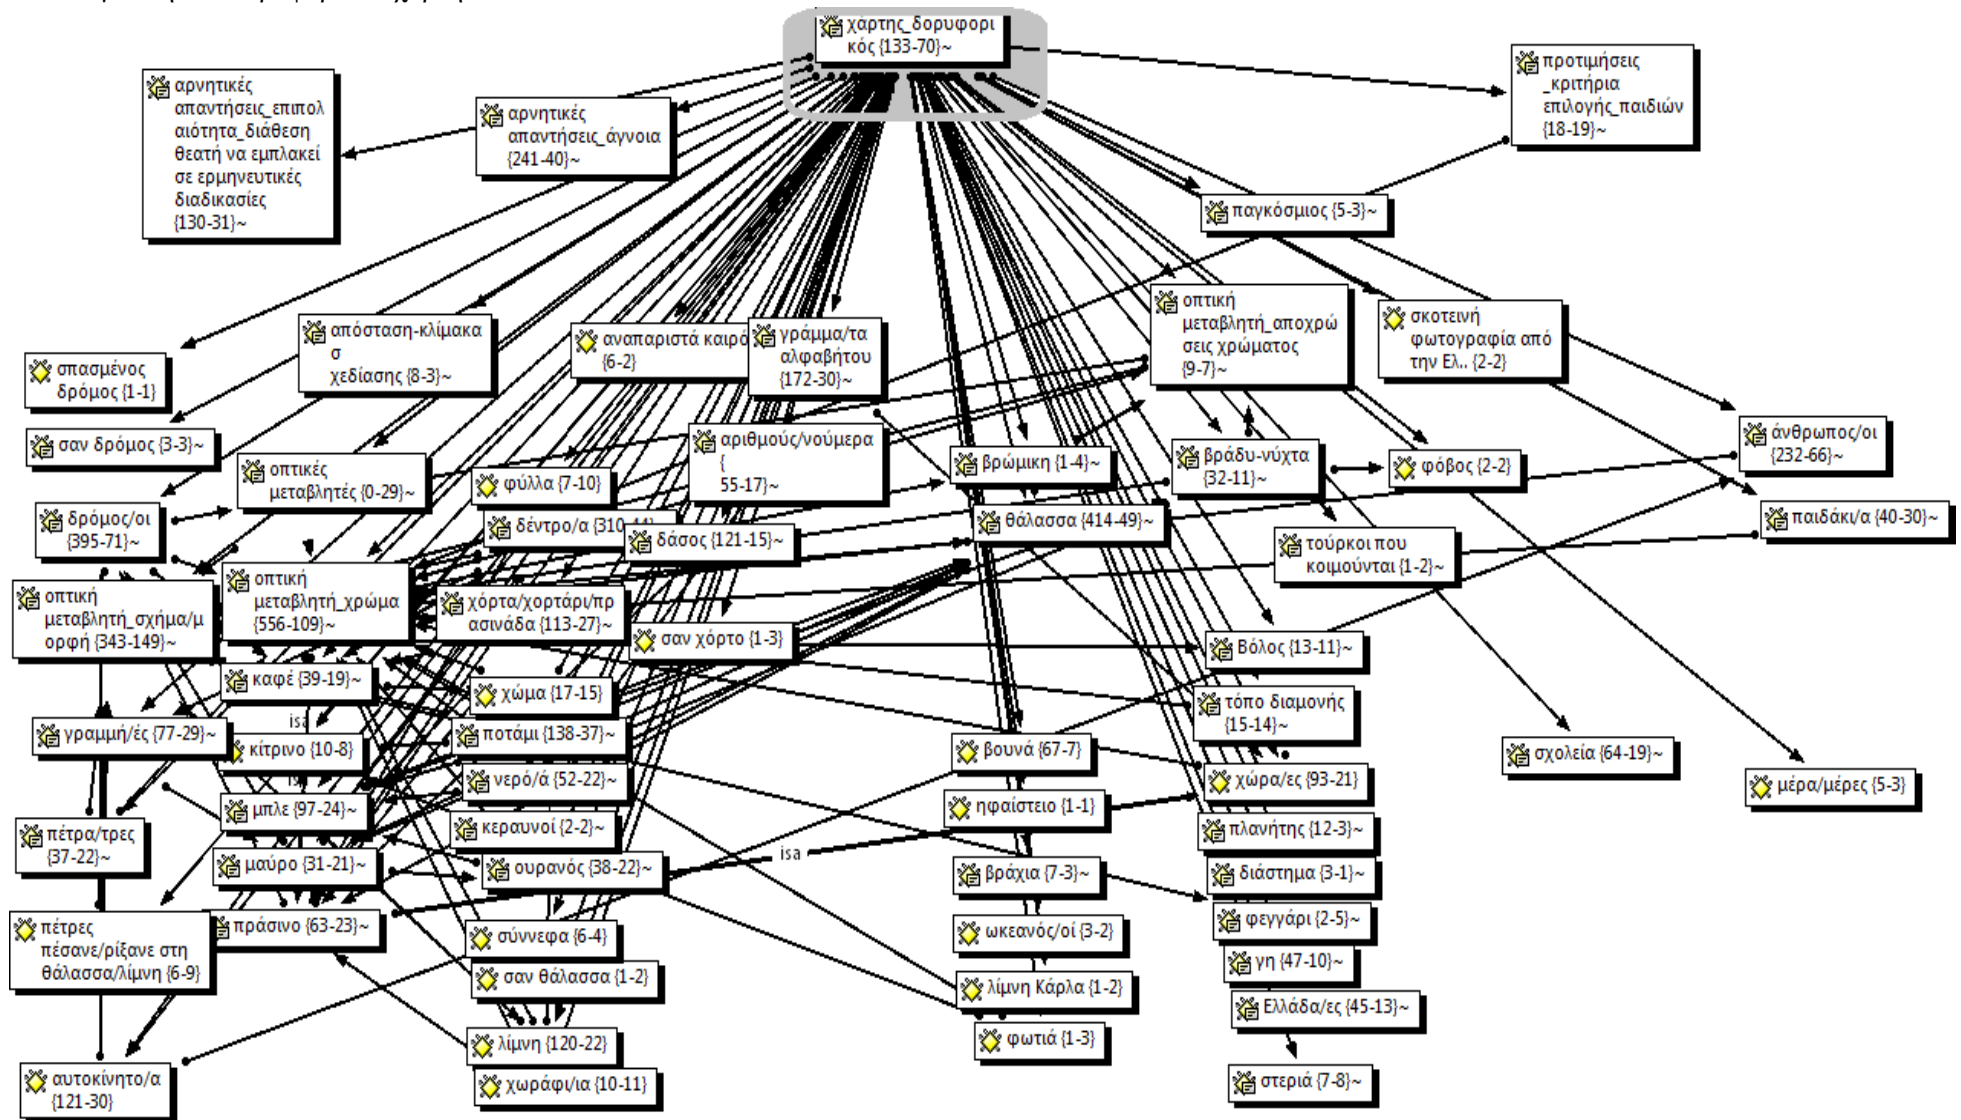 χάρτης_δορυφορι
κός {133-70}~
αρνητικές
απαντήσεις_επιπολ
αιότητα_διάθεση
θεατή να εμπλακεί
σε ερμηνευτικές
διαδικασίες
{130-31}~
αρνητικές
απαντήσεις_άγνοια
{241-40}~
προτιμήσεις
_κριτήρια
επιλογής_παιδιών
{18-19}~
παγκόσμιος {5-3}~
σπασμένος
δρόμος {1-1}
απόσταση-κλίμακα
σ
χεδίασης {8-3}~
αναπαριστά καιρό
{6-2}
γράμμα/τα
αλφαβήτου
{172-30}~
οπτική
μεταβλητή_αποχρώ
σεις χρώματος
{9-7}~
σκοτεινή
φωτογραφία από
την Ελ.. {2-2}
σαν δρόμος {3-3}~
οπτικές
μεταβλητές {0-29}~
φύλλα {7-10}
αριθμούς/νούμερα
{
55-17}~
βρώμικη {1-4}~
βράδυ-νύχτα
{32-11}~
φόβος {2-2}
άνθρωπος/οι
{232-66}~
δρόμος/οι
{395-71}~
δέντρο/α {310-44}
δάσος {121-15}~
θάλασσα {414-49}~
τούρκοι που
κοιμούνται {1-2}~
παιδάκι/α {40-30}~
οπτική
μεταβλητή_σχήμα/μ
ορφή {343-149}~
οπτική
μεταβλητή_χρώμα
{556-109}~
χόρτα/χορτάρι/πρ
ασινάδα {113-27}~
σαν χόρτο {1-3}
Βόλος {13-11}~
καφέ {39-19}~
χώμα {17-15}
τόπο διαμονής
{15-14}~
isa
γραμμή/ές {77-29}~
κίτρινο {10-8}
ποτάμι {138-37}~
βουνά {67-7}
σχολεία {64-19}~
νερό/ά {52-22}~
χώρα/ες {93-21}
μέρα/μέρες {5-3}
μπλε {97-24}~
ηφαίστειο {1-1}
πέτρα/τρες
{37-22}~
κεραυνοί {2-2}~
πλανήτης {12-3}~
isa
μαύρο {31-21}~
ουρανός {38-22}~
βράχια {7-3}~
διάστημα {3-1}~
πέτρες
πέσανε/ρίξανε στη
θάλασσα/λίμνη {6-9}
πράσινο {63-23}~
σύννεφα {6-4}
ωκεανός/οί {3-2}
φεγγάρι {2-5}~
σαν θάλασσα {1-2}
λίμνη Κάρλα {1-2}
γη {47-10}~
Ελλάδα/ες {45-13}~
λίμνη {120-22}
φωτιά {1-3}
αυτοκίνητο/α
{121-30}
χωράφι/ια {10-11}
στεριά {7-8}~